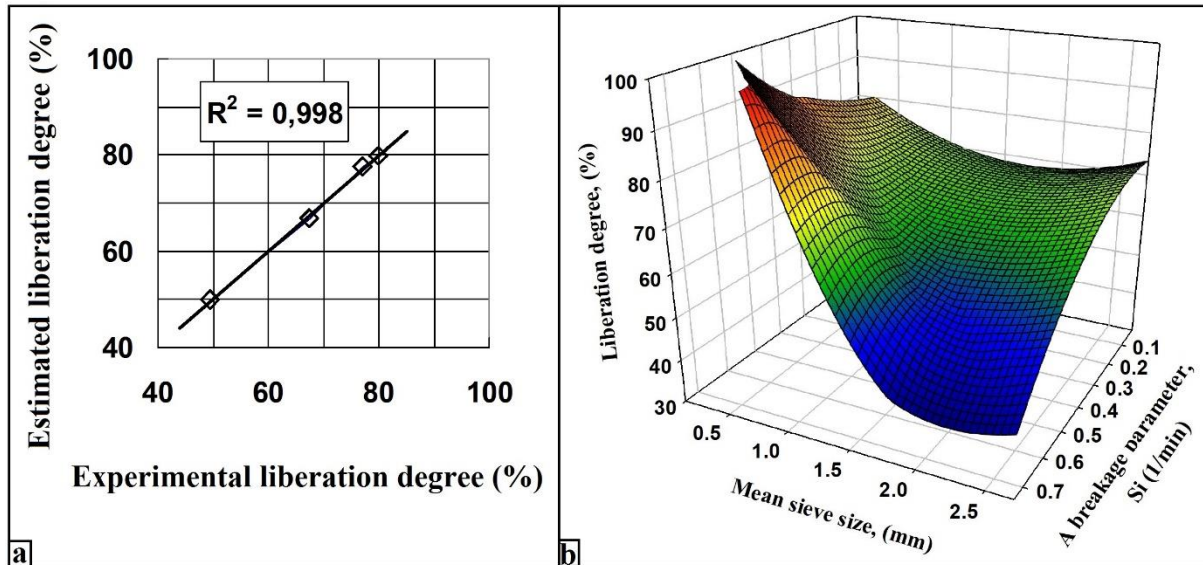 Estimated liberation degree (%)
100
80
60
40
R² = 0,998
40 60 80 100
Experimental liberation degree (%)
a
Liberation degree, (%)
100
90
80
70
60
50
40
30
0.5
1.0
1.5
2.0
2.5
Mean sieve size, (mm)
0.1
0.2
0.3
0.4
0.5
0.6
0.7
A breakage parameter,
Si (1/min)
b